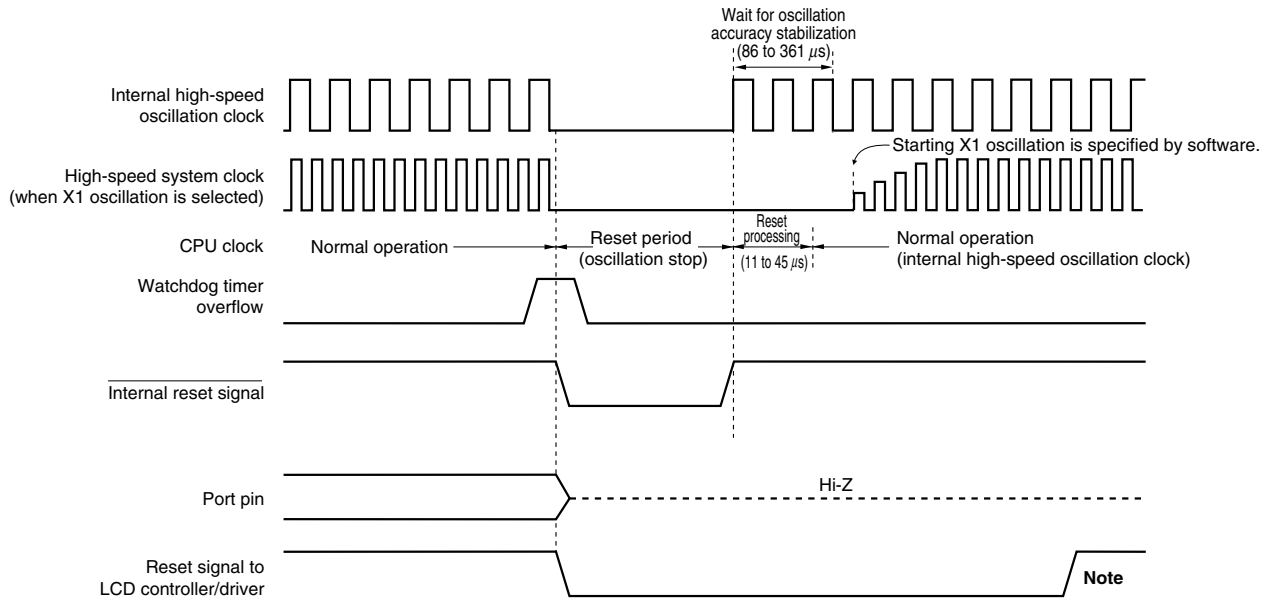 Wait for oscillation
accuracy stabilization
(86 to 361 μs)
Internal high-speed
oscillation clock
Starting X1 oscillation is specified by software.
High-speed system clock
(when X1 oscillation is selected)
CPU clock
Normal operation
Reset period
(oscillation stop)
Reset
processing
(11 to 45 μs)
Normal operation
(internal high-speed oscillation clock)
Watchdog timer
overflow
Internal reset signal
Port pin
Hi-Z
Reset signal to
LCD controller/driver
Note